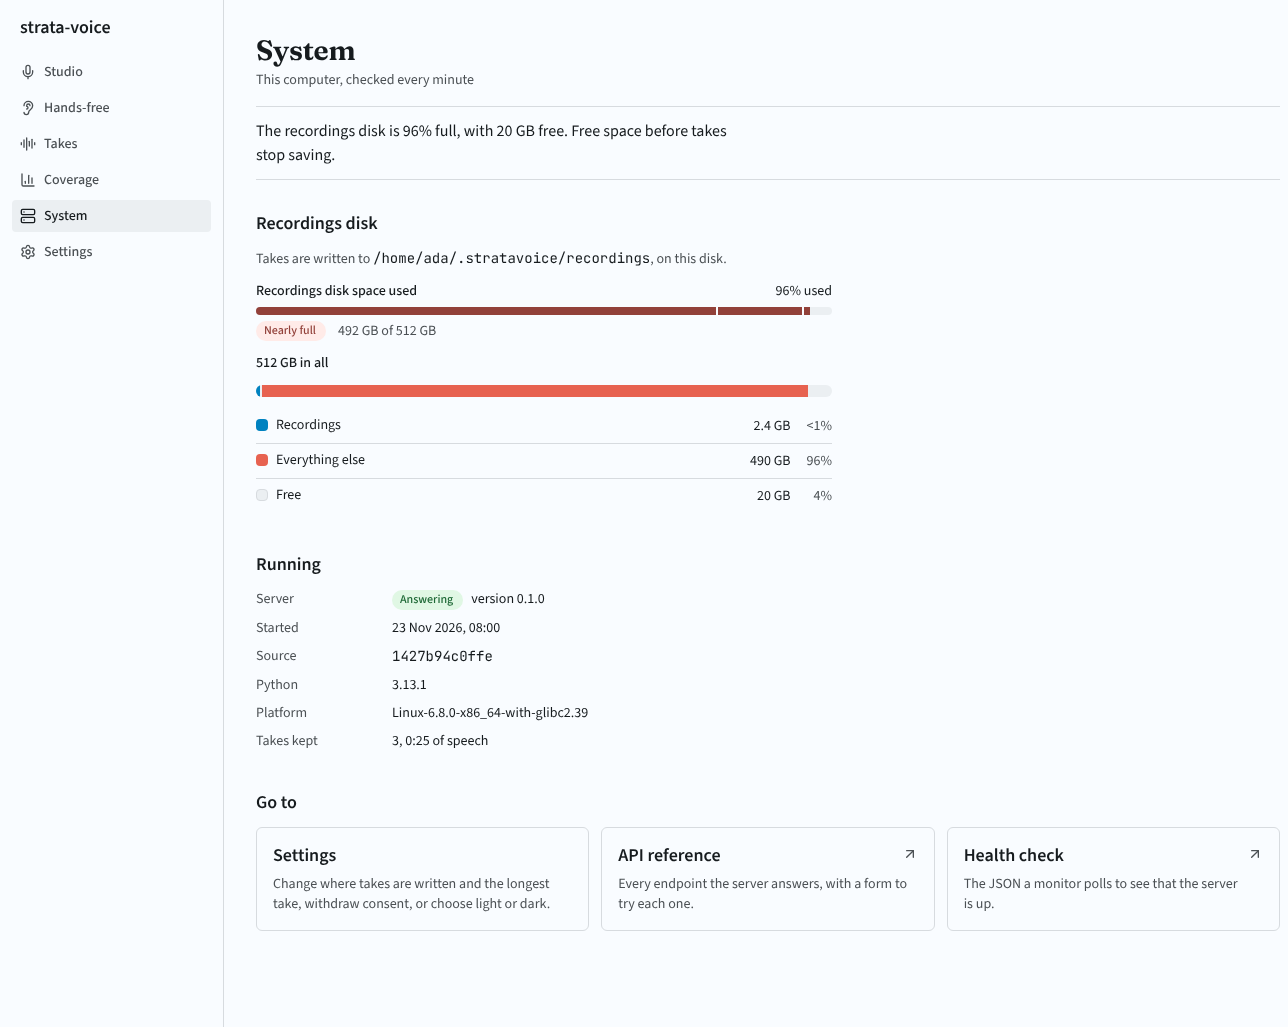 strata-voice
Studio
Hands-free
Takes
Coverage
System
Settings
System
This computer, checked every minute
The recordings disk is 96% full, with 20 GB free. Free space before takes
stop saving.
Recordings disk
Takes are written to /home/ada/.stratavoice/recordings, on this disk.
Recordings disk space used 96% used
Nearly full 492 GB of 512 GB
512 GB in all
Recordings 2.4 GB <1%
Everything else 490 GB 96%
Free 20 GB 4%
Running
Server Answering version 0.1.0
Started 23 Nov 2026, 08:00
Source 1427b94c0ffe
Python 3.13.1
Platform Linux-6.8.0-x86_64-with-glibc2.39
Takes kept 3, 0:25 of speech
Go to
Settings
Change where takes are written and the longest
take, withdraw consent, or choose light or dark.
API reference
Every endpoint the server answers, with a form to
try each one.
Health check
The JSON a monitor polls to see that the server
is up.